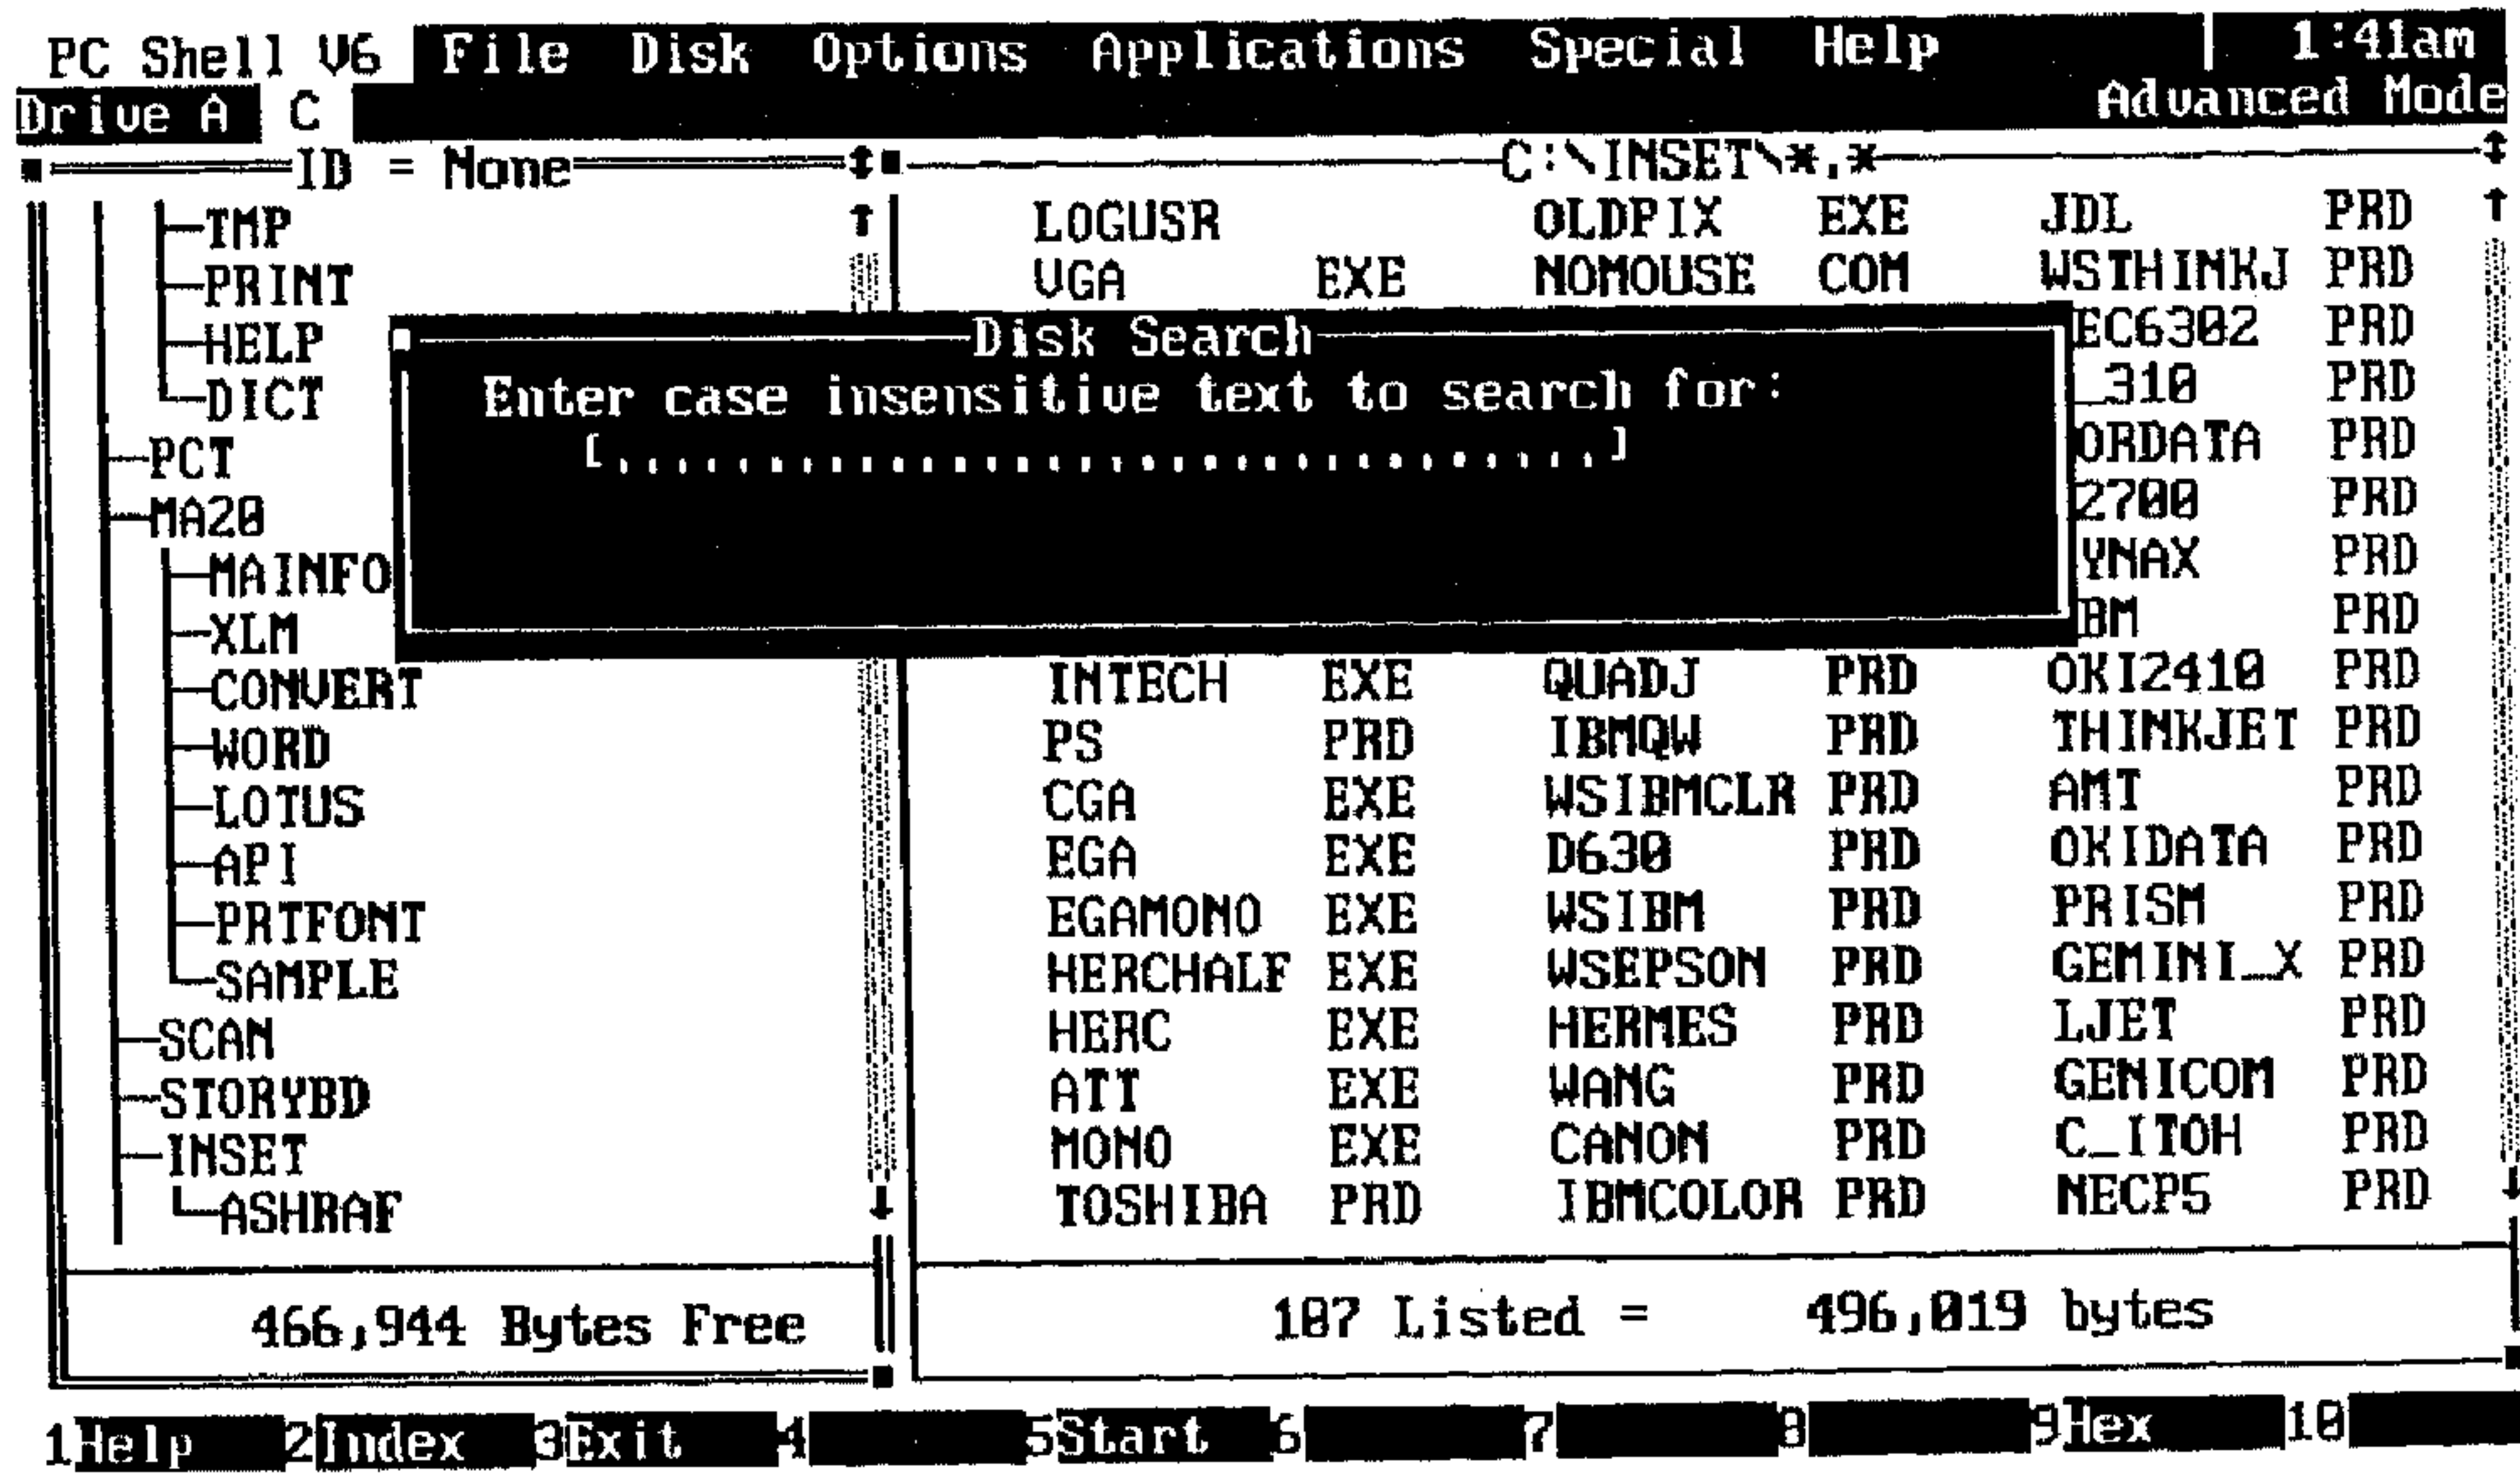 PC Shell V6 File Disk Options Applications Special Help 1:41am
Drive A C Advanced Mode
ID = None C:\INSET\*.*
TMP LOGUSR OLDPIX EXE JDL PRD
PRINT VGA EXE NOMOUSE COM WSTHINKJ PRD
HELP Disk Search EC6302 PRD
DICT Enter case insensitive text to search for: _310 PRD
PCT [................................] ORDATA PRD
MA20 2700 PRD
MAINFO YNAX PRD
XLM BM PRD
CONVERT INTECH EXE QUADJ PRD OKI2410 PRD
WORD PS PRD IBMQW PRD THINKJET PRD
LOTUS CGA EXE WSIBMCLR PRD AMT PRD
API EGA EXE D630 PRD OKIDATA PRD
PRTFONT EGAMONO EXE WSIBM PRD PRISM PRD
SAMPLE HERCHALF EXE WSEPSON PRD GEMINI_X PRD
SCAN HERC EXE HERMES PRD LJET PRD
STORYBD ATT EXE WANG PRD GENICOM PRD
INSET MONO EXE CANON PRD C_ITOH PRD
ASHRAF TOSHIBA PRD IBMCOLOR PRD NECP5 PRD
466,944 Bytes Free 107 Listed = 496,019 bytes
1Help 2Index 3Exit 4 5Start 6 7 8 9Hex 10